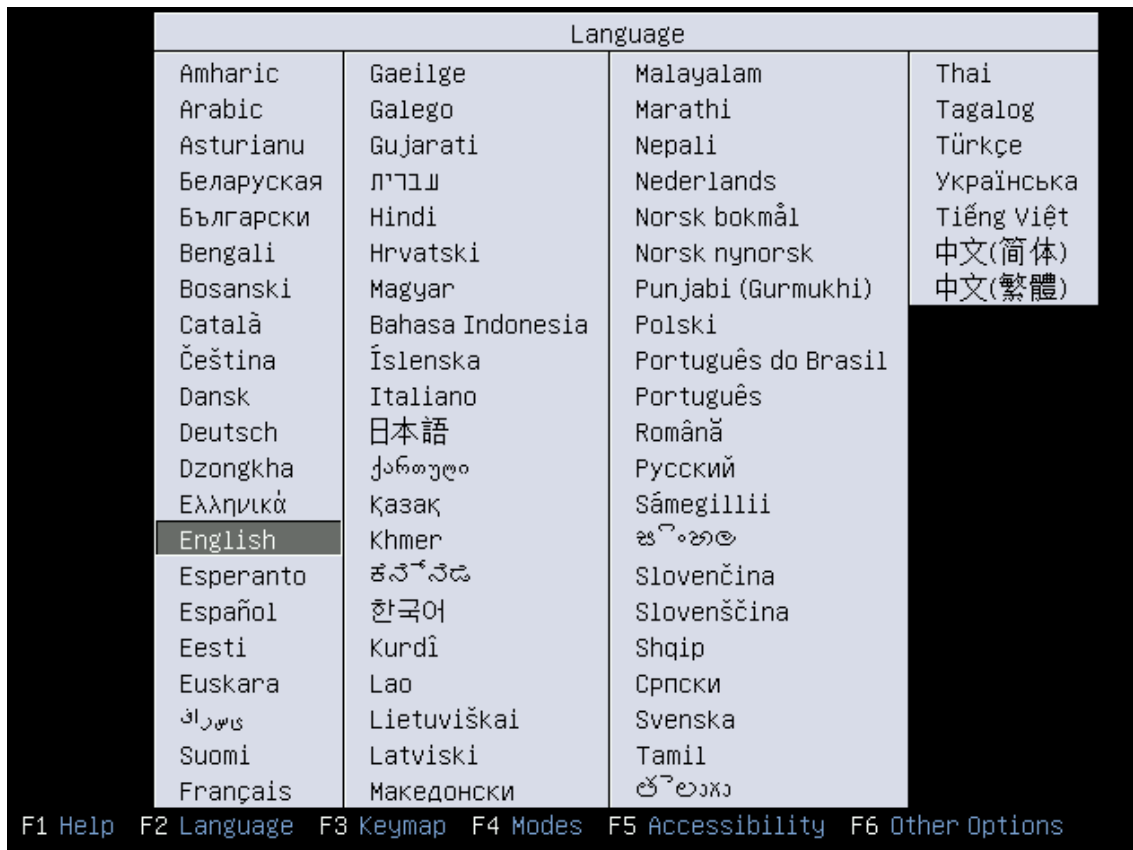 Language
Amharic
Arabic
Asturianu
Беларуская
Български
Bengali
Bosanski
Català
Čeština
Dansk
Deutsch
Dzongkha
Ελληνικά
English
Esperanto
Español
Eesti
Euskara
فارسی
Suomi
Français
Gaeilge
Galego
Gujarati
עברית
Hindi
Hrvatski
Magyar
Bahasa Indonesia
Íslenska
Italiano
日本語
ქართული
Қазақ
Khmer
ಕನ್ನಡ
한국어
Kurdî
Lao
Lietuviškai
Latviski
Македонски
Malayalam
Marathi
Nepali
Nederlands
Norsk bokmål
Norsk nynorsk
Punjabi (Gurmukhi)
Polski
Português do Brasil
Português
Română
Русский
Sámegillii
සිංහල
Slovenčina
Slovenščina
Shqip
Српски
Svenska
Tamil
తెలుగు
Thai
Tagalog
Türkçe
Українська
Tiếng Việt
中文(简体)
中文(繁體)
F1 Help F2 Language F3 Keymap F4 Modes F5 Accessibility F6 Other Options